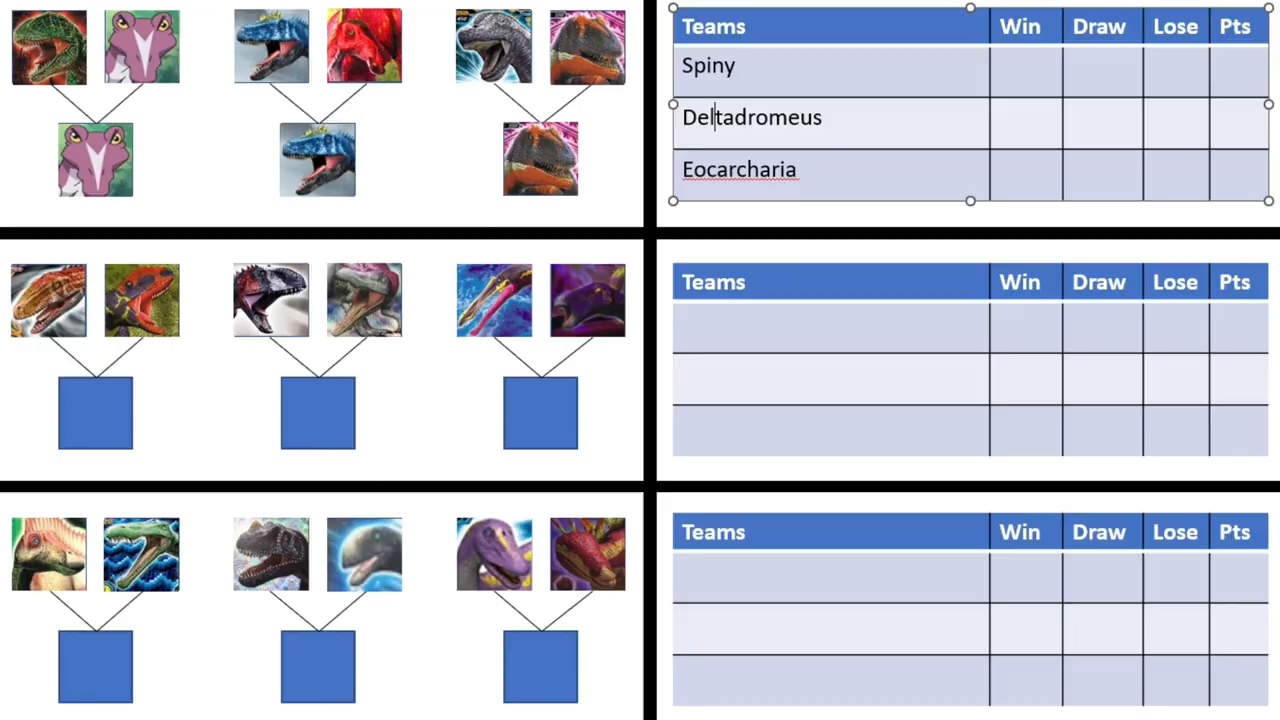 Teams Win Draw Lose Pts
Spiny
Deltadromeus
Eocarcharia
Teams Win Draw Lose Pts
Teams Win Draw Lose Pts